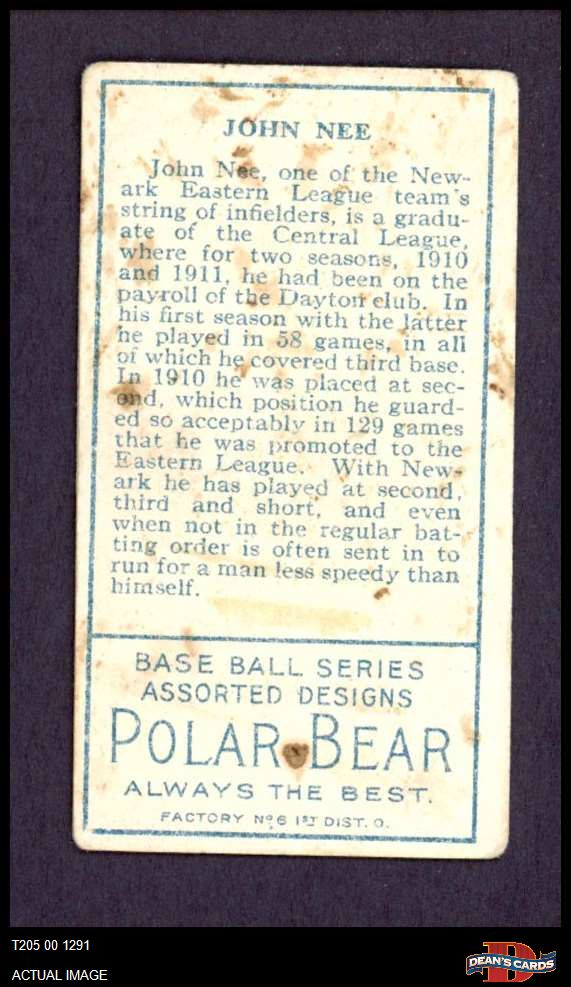 JOHN NEE
John Nee, one of the New-
ark Eastern League team's
string of infielders, is a gradu-
ate of the Central League,
where for two seasons, 1910
and 1911, he had been on the
payroll of the Dayton club. In
his first season with the latter
he played in 58 games, in all
of which he covered third base.
In 1910 he was placed at sec-
ond, which position he guard-
ed so acceptably in 129 games
that he was promoted to the
Eastern League. With New-
ark he has played at second,
third and short, and even
when not in the regular bat-
ting order is often sent in to
run for a man less speedy than
himself.
BASE BALL SERIES
ASSORTED DESIGNS
POLAR BEAR
ALWAYS THE BEST.
FACTORY No 6 1ST DIST. O.
T205 00 1291
ACTUAL IMAGE
D
DEAN'S CARDS